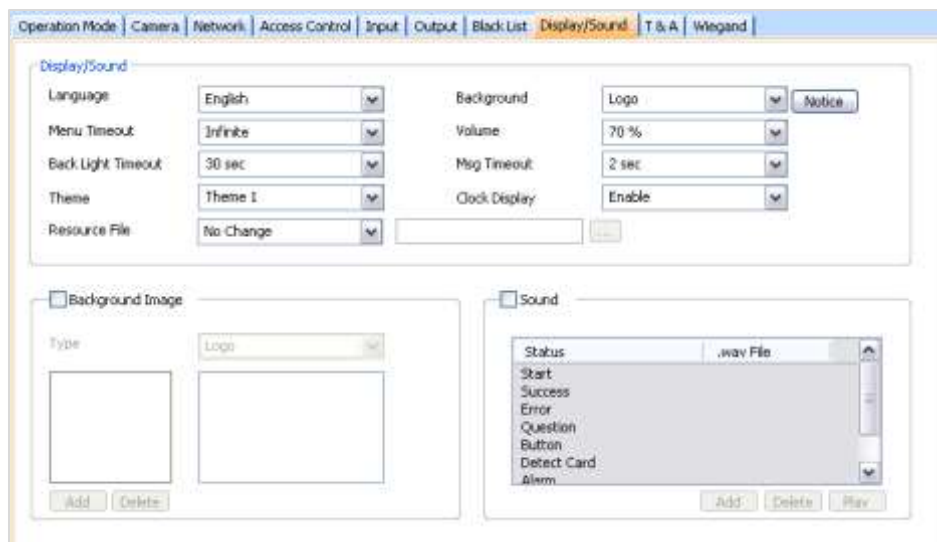 Operation Mode Camera Network Access Control Input Output Black List Display/Sound T & A Wiegand
Display/Sound
Language English Background Logo Notice
Menu Timeout Infinite Volume 70 %
Back Light Timeout 30 sec Msg Timeout 2 sec
Theme Theme I Clock Display Enable
Resource File No Change ...
Background Image
Type Logo
Add Delete
Sound
Status .wav File
Start
Success
Error
Question
Button
Detect Card
Alarm
Add Delete Play